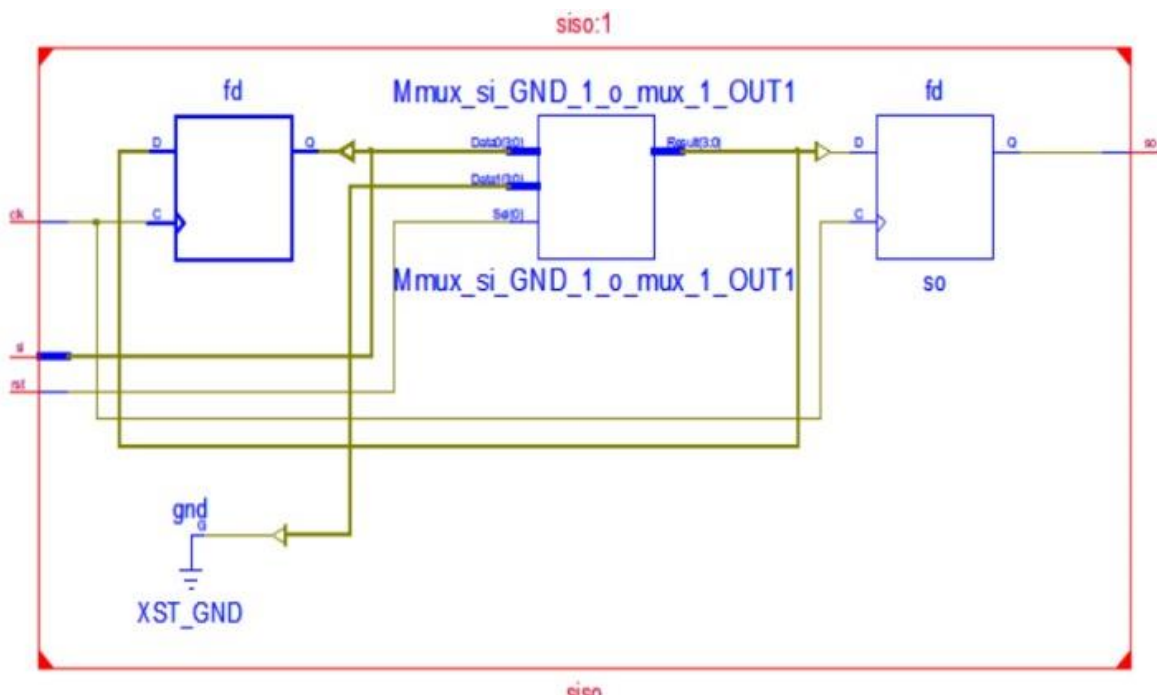 siso:1
fd
Mmux_si_GND_1_o_mux_1_OUT1
fd
D
Q
Data0(3:0)
Result(3:0)
D
Q
so
Data1(3:0)
clk
C
Sel(0)
C
Mmux_si_GND_1_o_mux_1_OUT1
so
si
rst
gnd
G
XST_GND
siso